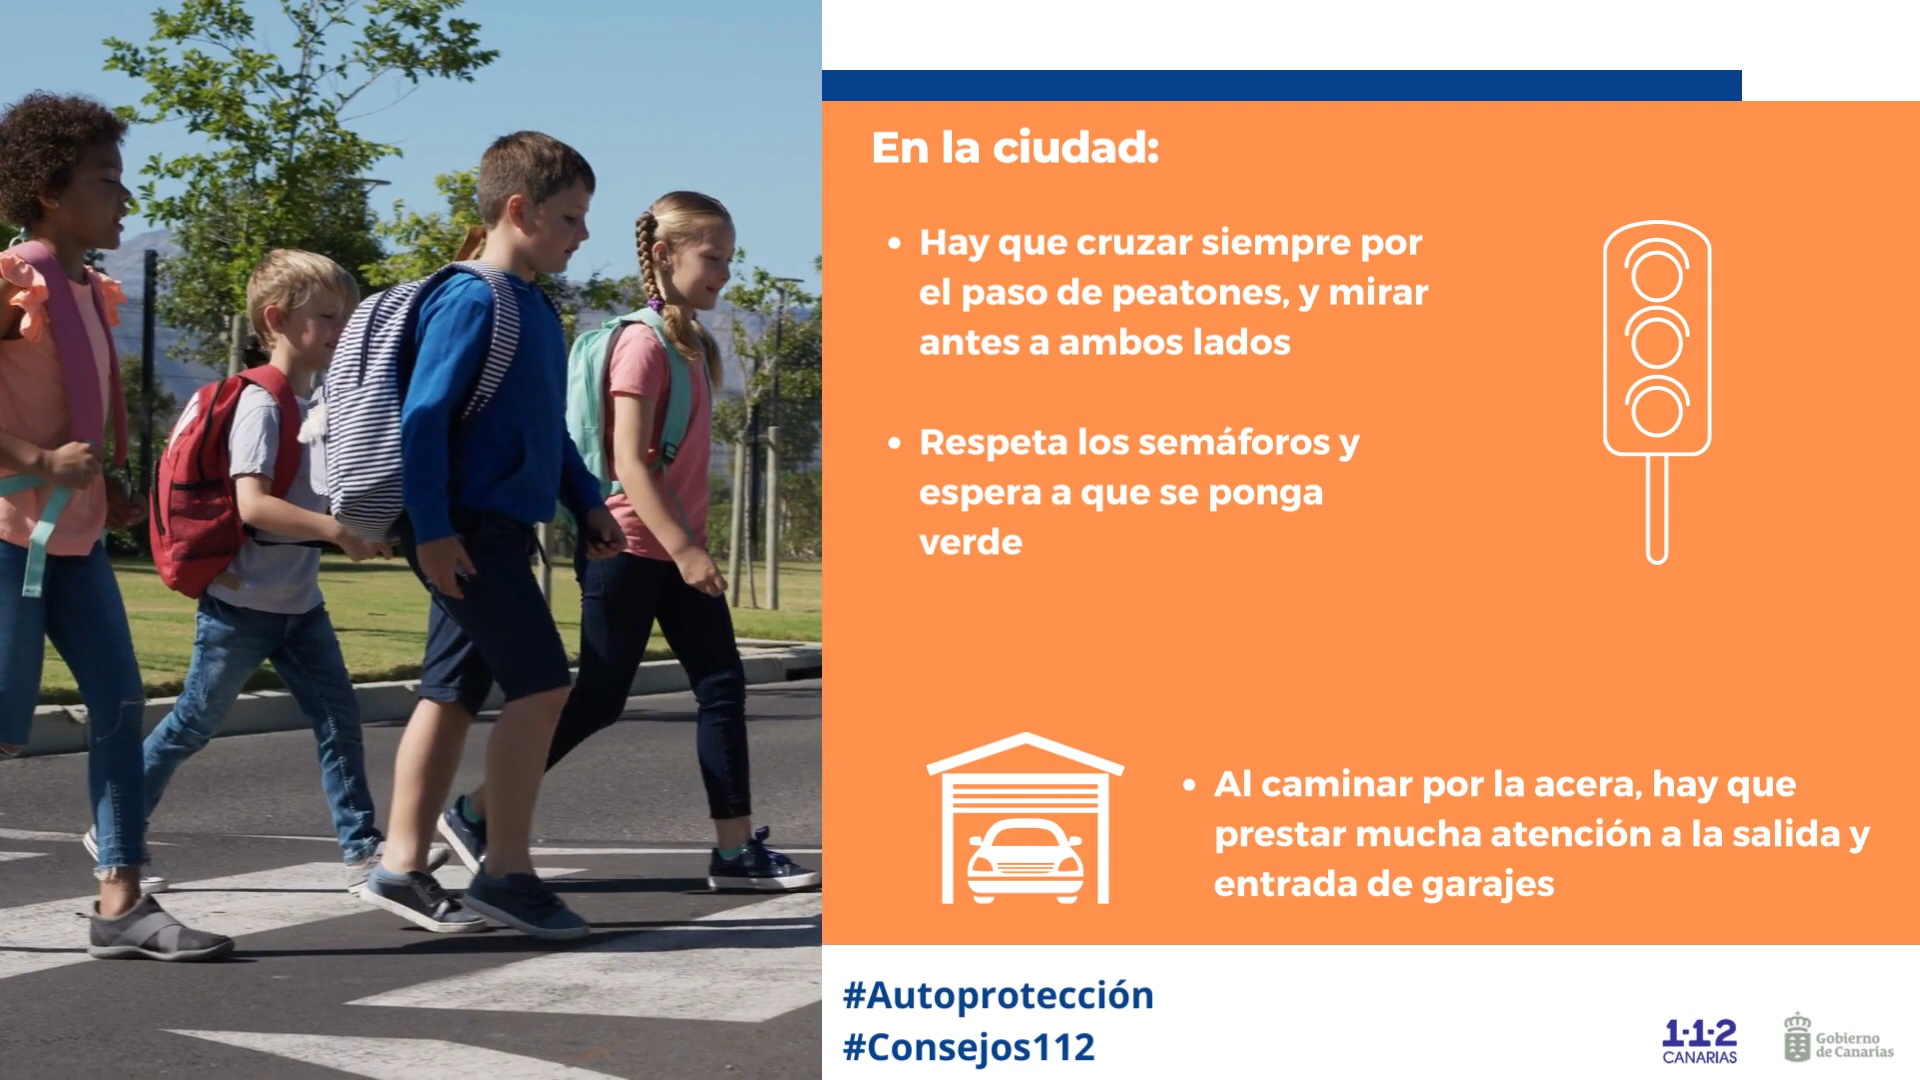 En la ciudad:
• Hay que cruzar siempre por
el paso de peatones, y mirar
antes a ambos lados
• Respeta los semáforos y
espera a que se ponga
verde
• Al caminar por la acera, hay que
prestar mucha atención a la salida y
entrada de garajes
#Autoprotección
#Consejos112
1·1·2
CANARIAS
Gobierno
de Canarias